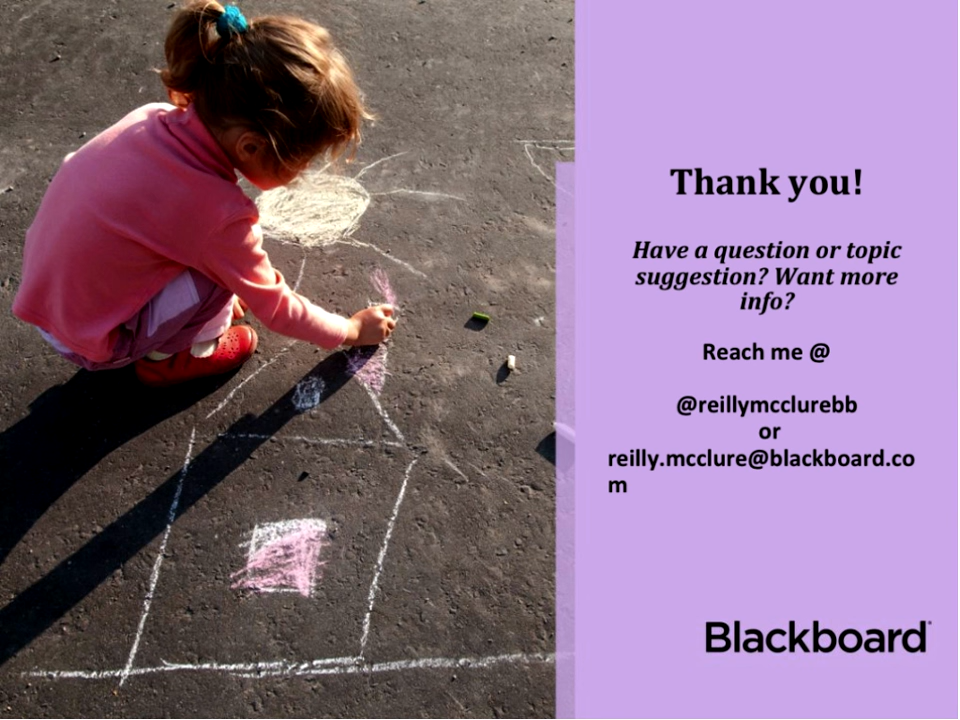 Thank you!
Have a question or topic
suggestion? Want more
info?
Reach me @
@reillymcclurebb
or
reilly.mcclure@blackboard.co
m
Blackboard